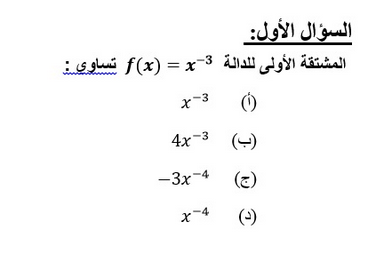 السؤال الأول:
المشتقة الأولى للدالة f(x) = x⁻³ تساوي :
(أ) x⁻³
(ب) 4x⁻³
(ج) −3x⁻⁴
(د) x⁻⁴